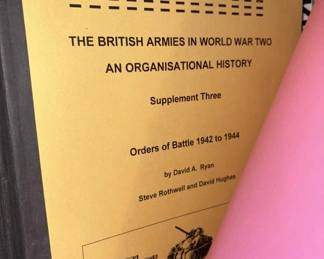 THE BRITISH ARMIES IN WORLD WAR TWO
AN ORGANISATIONAL HISTORY
Supplement Three
Orders of Battle 1942 to 1944
by David A. Ryan
Steve Rothwell and David Hughes